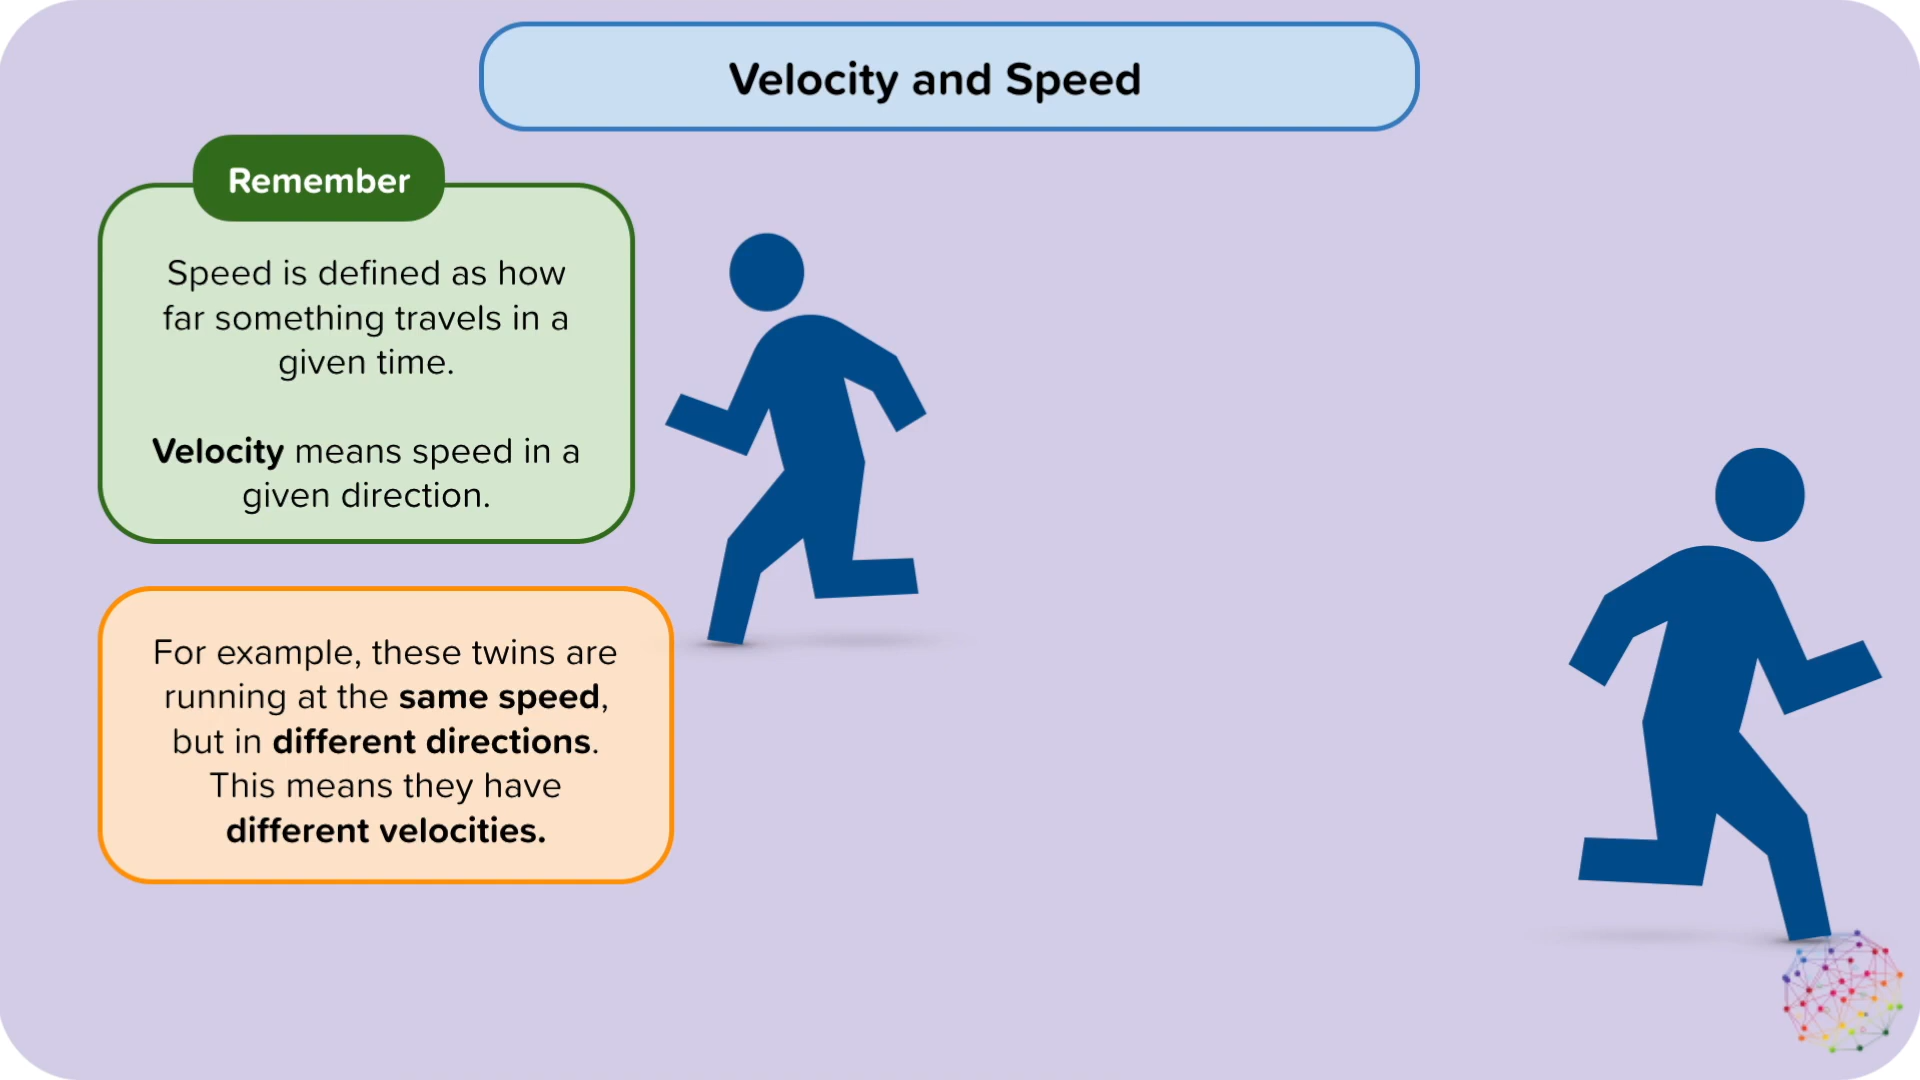 Velocity and Speed
Remember
Speed is defined as how
far something travels in a
given time.
Velocity means speed in a
given direction.
For example, these twins are
running at the same speed,
but in different directions.
This means they have
different velocities.